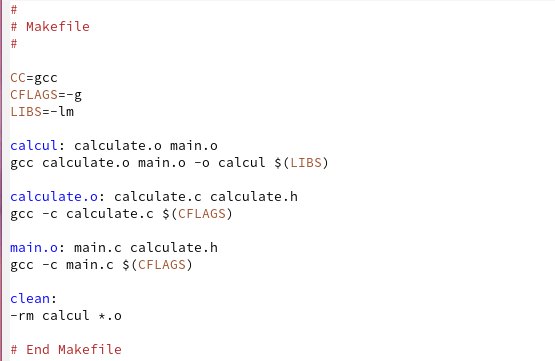 #
# Makefile
#
CC=gcc
CFLAGS=-g
LIBS=-lm
calcul: calculate.o main.o
gcc calculate.o main.o -o calcul $(LIBS)
calculate.o: calculate.c calculate.h
gcc -c calculate.c $(CFLAGS)
main.o: main.c calculate.h
gcc -c main.c $(CFLAGS)
clean:
-rm calcul *.o
# End Makefile